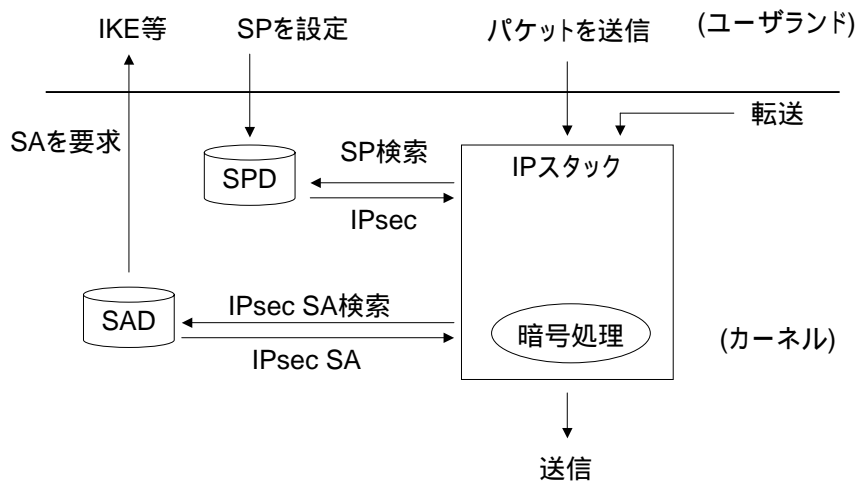 IKE等
SPを設定
パケットを送信
(ユーザランド)
転送
SAを要求
SP検索
IPスタック
SPD
IPsec
IPsec SA検索
SAD
暗号処理
(カーネル)
IPsec SA
送信